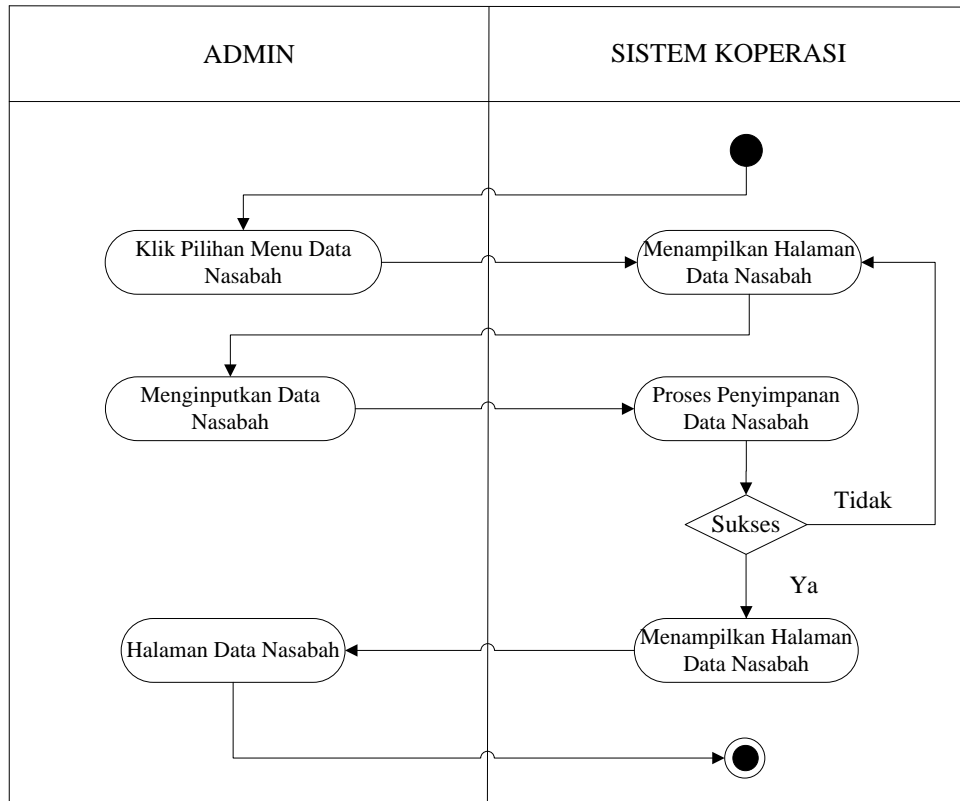 ADMIN
SISTEM KOPERASI
Klik Pilihan Menu Data
Nasabah
Menampilkan Halaman
Data Nasabah
Menginputkan Data
Nasabah
Proses Penyimpanan
Data Nasabah
Sukses
Tidak
Ya
Halaman Data Nasabah
Menampilkan Halaman
Data Nasabah